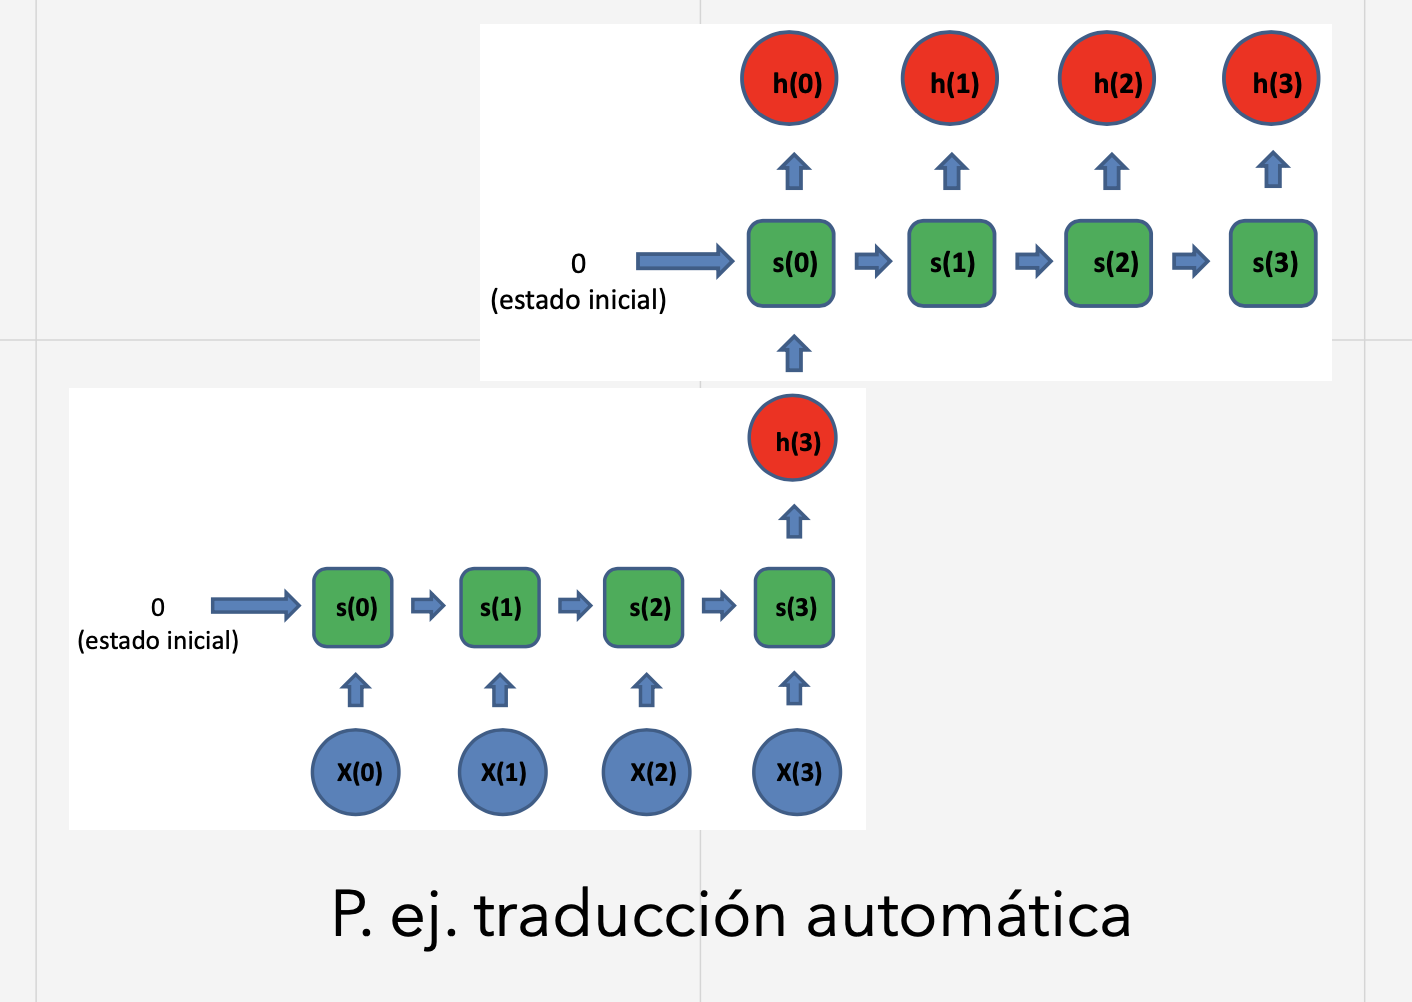 h(0) h(1) h(2) h(3)
0 s(0) s(1) s(2) s(3)
(estado inicial)
h(3)
0 s(0) s(1) s(2) s(3)
(estado inicial)
X(0) X(1) X(2) X(3)
P. ej. traducción automática